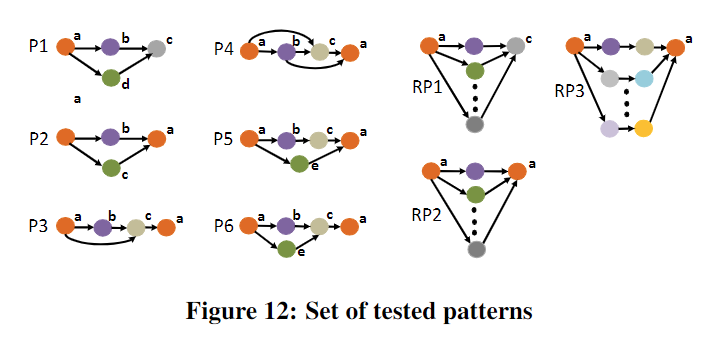 P1 a b c
d
a
P2 a b a
c
P3 a b c a
P4 a b c a
P5 a b c a
e
P6 a b c a
e
RP1 a c
RP2 a a
RP3 a a
Figure 12: Set of tested patterns